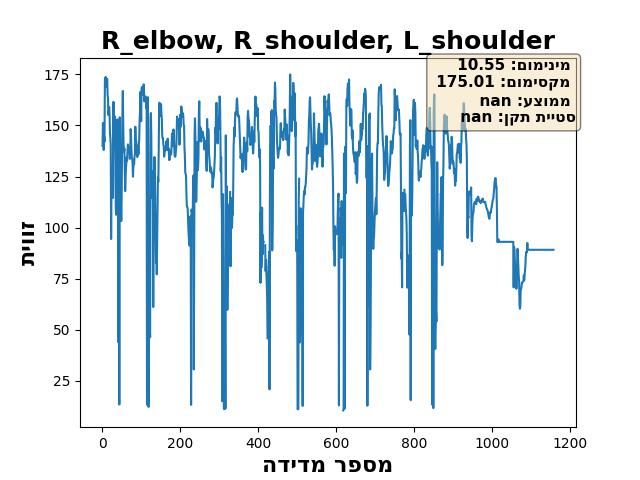 R_elbow, R_shoulder, L_shoulder
מינימום: 10.55
מקסימום: 175.01
ממוצע: nan
סטיית תקן: nan
175
150
125
100
75
50
25
זווית
0 200 400 600 800 1000 1200
מספר מדידה